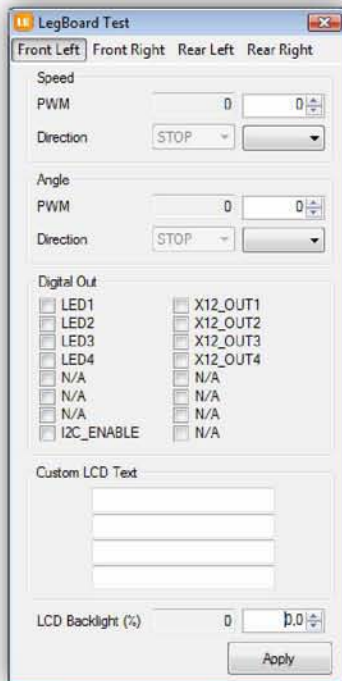 LE LegBoard Test
Front Left Front Right Rear Left Rear Right
Speed
PWM 0 0
Direction STOP
Angle
PWM 0 0
Direction STOP
Digital Out
LED1 X12_OUT1
LED2 X12_OUT2
LED3 X12_OUT3
LED4 X12_OUT4
N/A N/A
N/A N/A
N/A N/A
I2C_ENABLE N/A
Custom LCD Text
LCD Backlight (%) 0 0,0
Apply